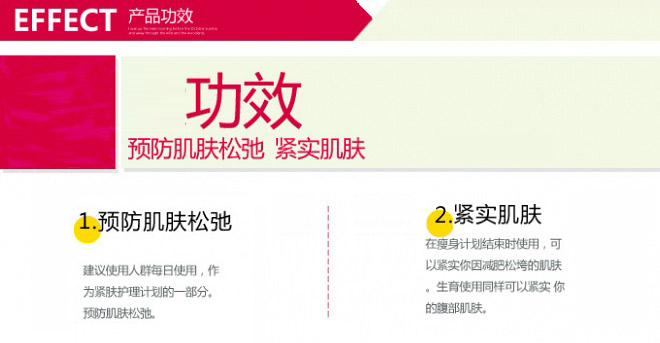 EFFECT 产品功效
功效
预防肌肤松弛 紧实肌肤
1.预防肌肤松弛
建议使用人群每日使用，作
为紧肤护理计划的一部分。
预防肌肤松弛。
2.紧实肌肤
在瘦身计划结束时使用，可
以紧实你因减肥松垮的肌肤
。生育使用同样可以紧实 你
的腹部肌肤。